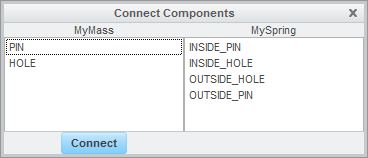 Connect Components
MyMass
MySpring
PIN
HOLE
INSIDE_PIN
INSIDE_HOLE
OUTSIDE_HOLE
OUTSIDE_PIN
Connect